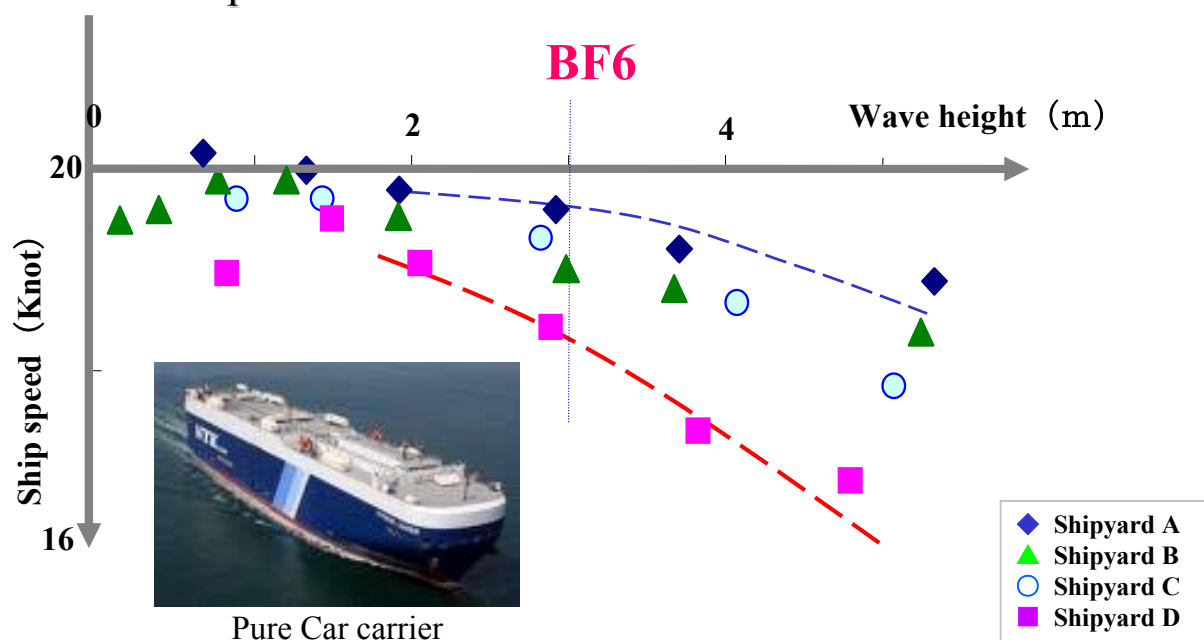 BF6
0
2
4
Wave height (m)
20
Ship speed (Knot)
16
Pure Car carrier
Shipyard A
Shipyard B
Shipyard C
Shipyard D